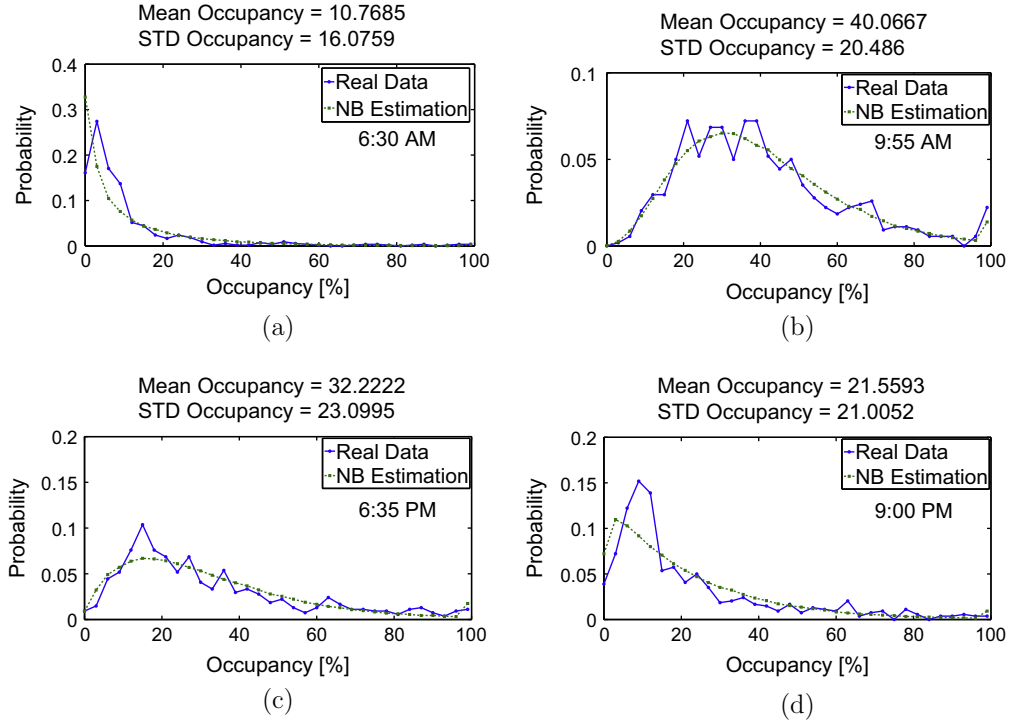 Mean Occupancy = 10.7685
STD Occupancy = 16.0759
0.4
0.3
0.2
0.1
0
Probability
Real Data
NB Estimation
6:30 AM
0 20 40 60 80 100
Occupancy [%]
(a)
Mean Occupancy = 40.0667
STD Occupancy = 20.486
0.1
0.05
0
Probability
Real Data
NB Estimation
9:55 AM
0 20 40 60 80 100
Occupancy [%]
(b)
Mean Occupancy = 32.2222
STD Occupancy = 23.0995
0.2
0.15
0.1
0.05
0
Probability
Real Data
NB Estimation
6:35 PM
0 20 40 60 80 100
Occupancy [%]
(c)
Mean Occupancy = 21.5593
STD Occupancy = 21.0052
0.2
0.15
0.1
0.05
0
Probability
Real Data
NB Estimation
9:00 PM
0 20 40 60 80 100
Occupancy [%]
(d)